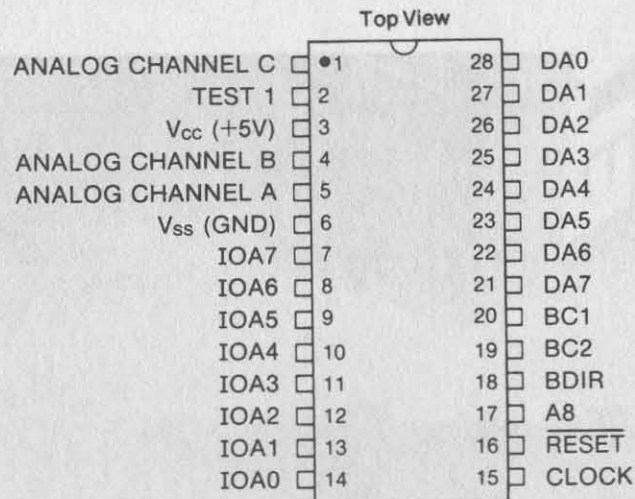 Top View
ANALOG CHANNEL C 1 28 DA0
TEST 1 2 27 DA1
Vcc (+5V) 3 26 DA2
ANALOG CHANNEL B 4 25 DA3
ANALOG CHANNEL A 5 24 DA4
Vss (GND) 6 23 DA5
IOA7 7 22 DA6
IOA6 8 21 DA7
IOA5 9 20 BC1
IOA4 10 19 BC2
IOA3 11 18 BDIR
IOA2 12 17 A8
IOA1 13 16 RESET
IOA0 14 15 CLOCK